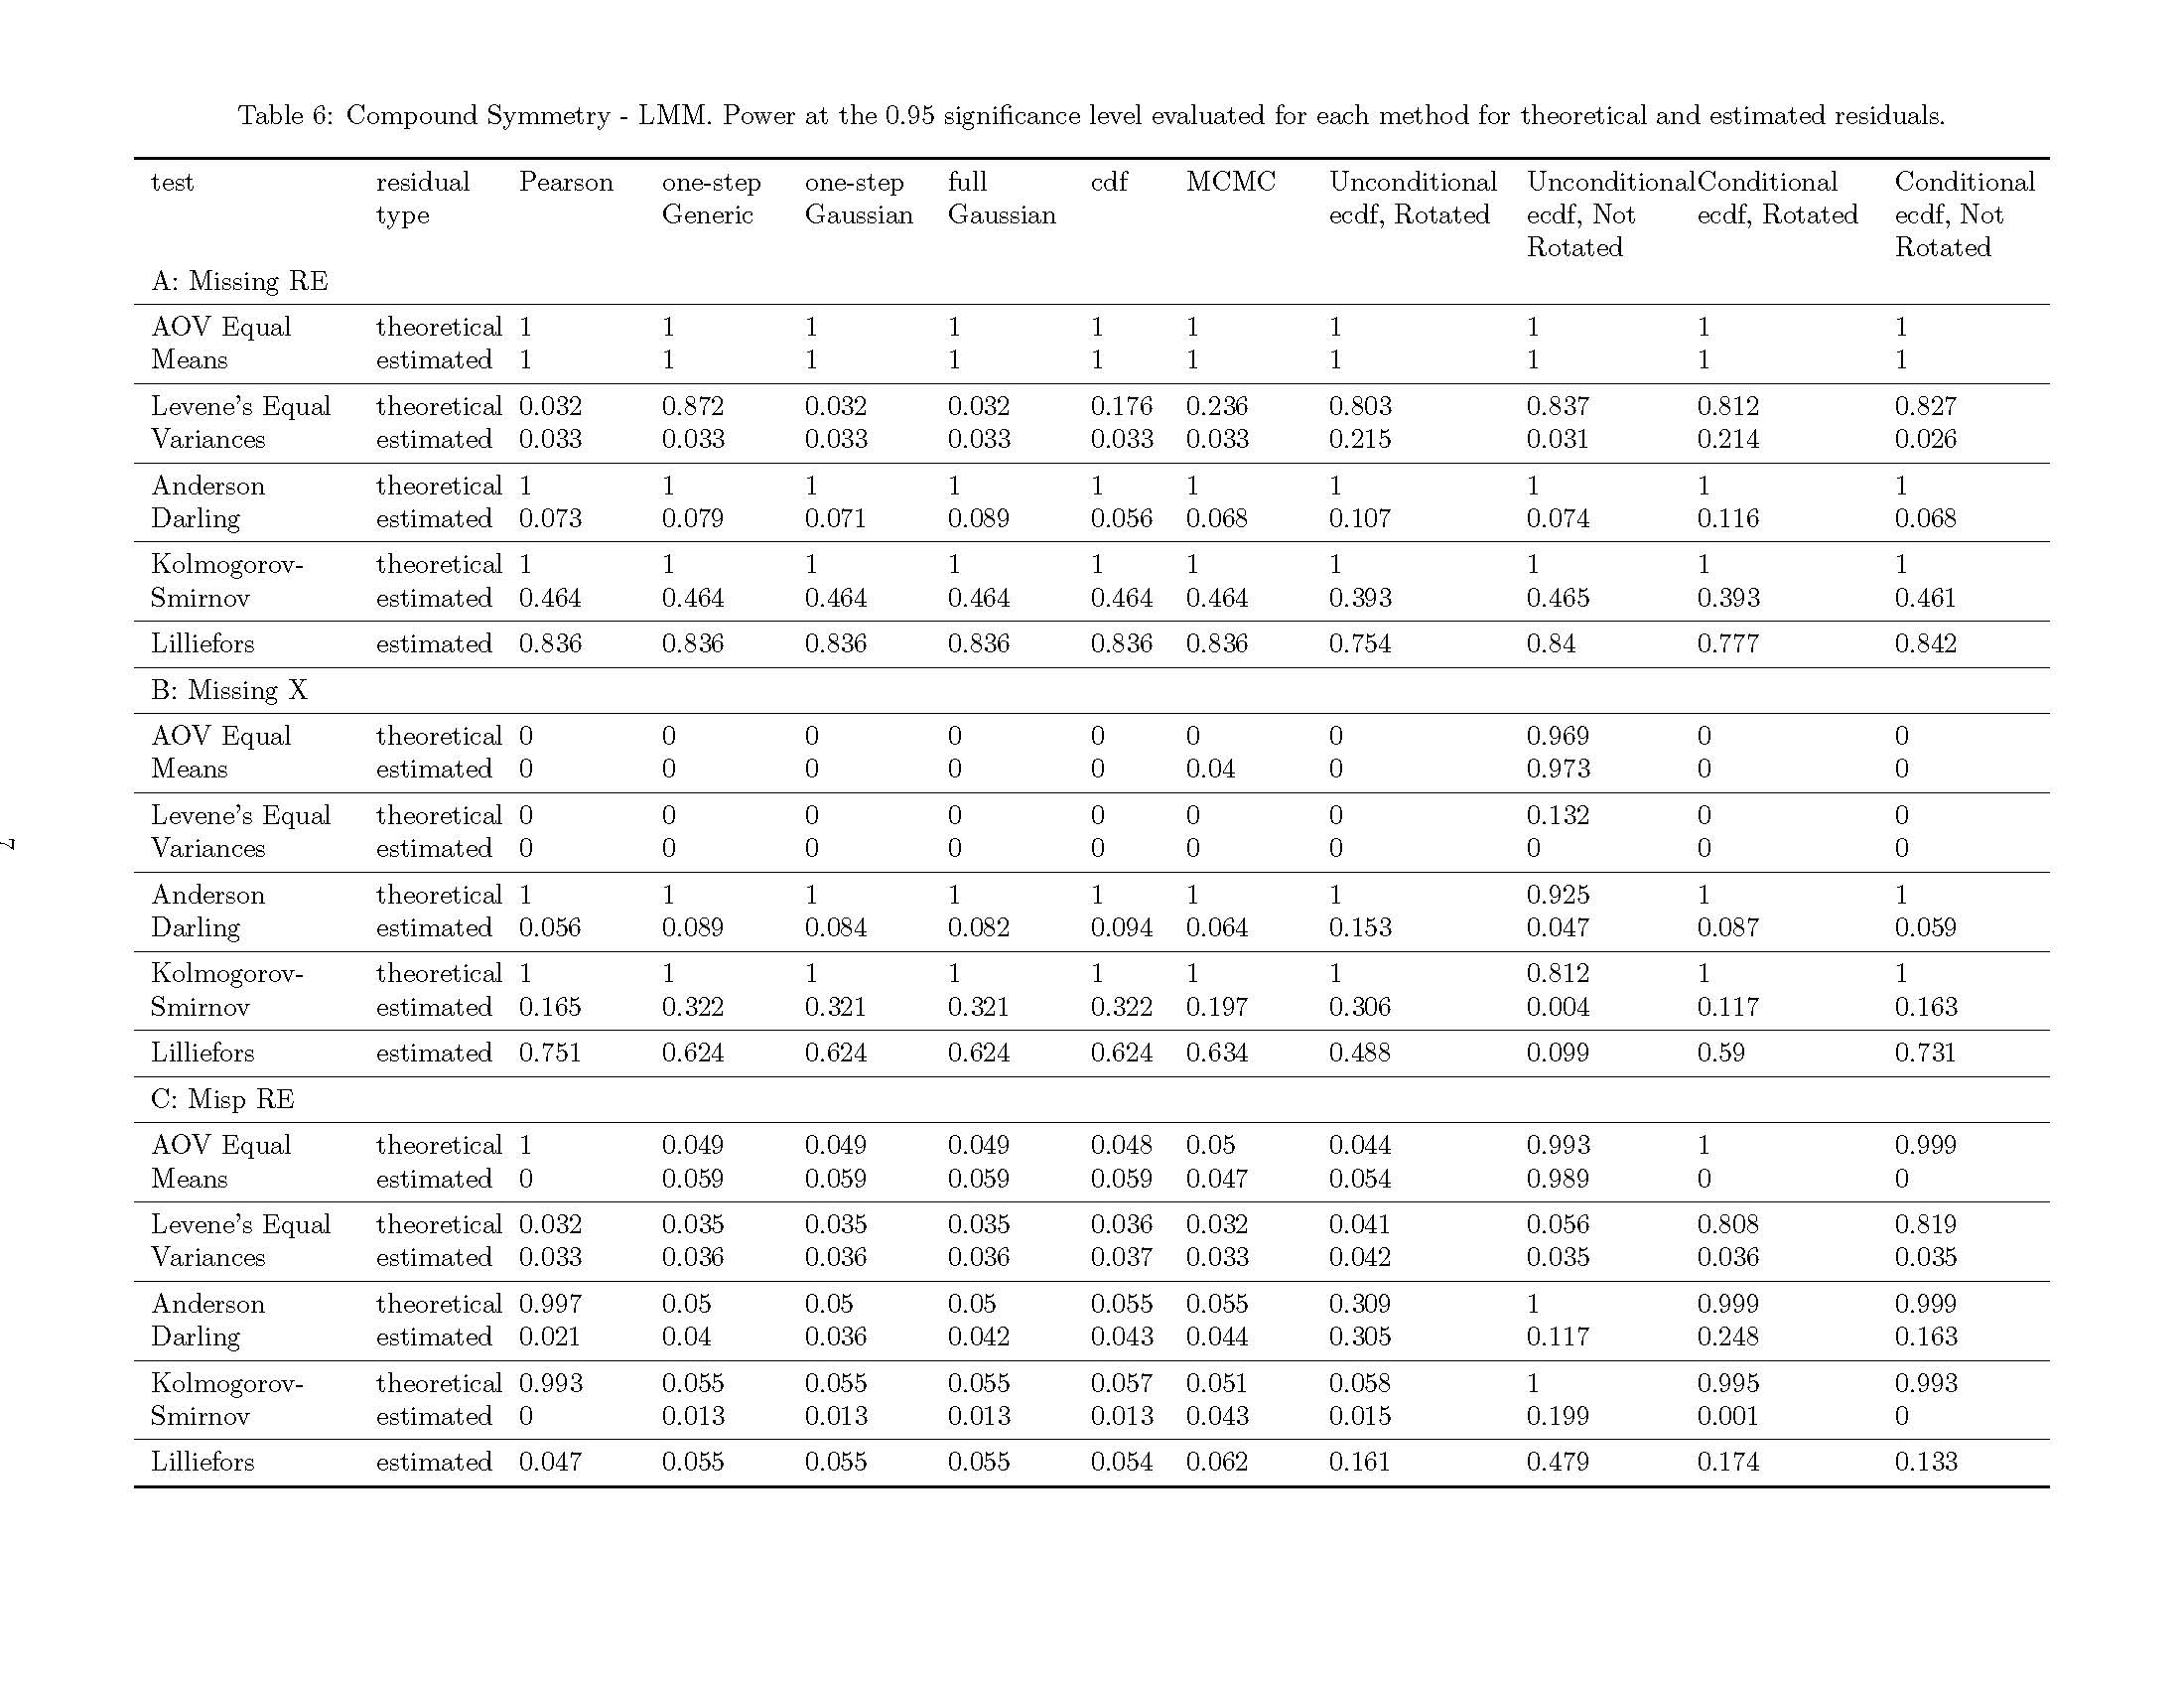 Table 6: Compound Symmetry - LMM. Power at the 0.95 significance level evaluated for each method for theoretical and estimated residuals.
test residual Pearson one-step one-step full cdf MCMC Unconditional Unconditional Conditional Conditional
type Generic Gaussian Gaussian ecdf, Rotated ecdf, Not ecdf, Rotated ecdf, Not
Rotated Rotated
A: Missing RE
AOV Equal theoretical 1 1 1 1 1 1 1 1 1 1
Means estimated 1 1 1 1 1 1 1 1 1 1
Levene's Equal theoretical 0.032 0.872 0.032 0.032 0.176 0.236 0.803 0.837 0.812 0.827
Variances estimated 0.033 0.033 0.033 0.033 0.033 0.033 0.215 0.031 0.214 0.026
Anderson theoretical 1 1 1 1 1 1 1 1 1 1
Darling estimated 0.073 0.079 0.071 0.089 0.056 0.068 0.107 0.074 0.116 0.068
Kolmogorov- theoretical 1 1 1 1 1 1 1 1 1 1
Smirnov estimated 0.464 0.464 0.464 0.464 0.464 0.464 0.393 0.465 0.393 0.461
Lilliefors estimated 0.836 0.836 0.836 0.836 0.836 0.836 0.754 0.84 0.777 0.842
B: Missing X
AOV Equal theoretical 0 0 0 0 0 0 0 0.969 0 0
Means estimated 0 0 0 0 0 0.04 0 0.973 0 0
Levene's Equal theoretical 0 0 0 0 0 0 0 0.132 0 0
Variances estimated 0 0 0 0 0 0 0 0 0 0
Anderson theoretical 1 1 1 1 1 1 1 0.925 1 1
Darling estimated 0.056 0.089 0.084 0.082 0.094 0.064 0.153 0.047 0.087 0.059
Kolmogorov- theoretical 1 1 1 1 1 1 1 0.812 1 1
Smirnov estimated 0.165 0.322 0.321 0.321 0.322 0.197 0.306 0.004 0.117 0.163
Lilliefors estimated 0.751 0.624 0.624 0.624 0.624 0.634 0.488 0.099 0.59 0.731
C: Misp RE
AOV Equal theoretical 1 0.049 0.049 0.049 0.048 0.05 0.044 0.993 1 0.999
Means estimated 0 0.059 0.059 0.059 0.059 0.047 0.054 0.989 0 0
Levene's Equal theoretical 0.032 0.035 0.035 0.035 0.036 0.032 0.041 0.056 0.808 0.819
Variances estimated 0.033 0.036 0.036 0.036 0.037 0.033 0.042 0.035 0.036 0.035
Anderson theoretical 0.997 0.05 0.05 0.05 0.055 0.055 0.309 1 0.999 0.999
Darling estimated 0.021 0.04 0.036 0.042 0.043 0.044 0.305 0.117 0.248 0.163
Kolmogorov- theoretical 0.993 0.055 0.055 0.055 0.057 0.051 0.058 1 0.995 0.993
Smirnov estimated 0 0.013 0.013 0.013 0.013 0.043 0.015 0.199 0.001 0
Lilliefors estimated 0.047 0.055 0.055 0.055 0.054 0.062 0.161 0.479 0.174 0.133
7